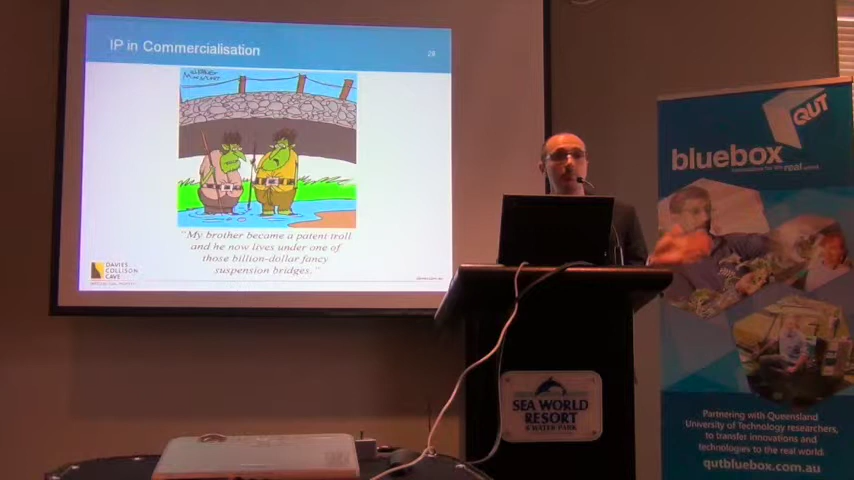 IP in Commercialisation
28
"My brother became a patent troll
and he now lives under one of
those billion-dollar fancy
suspension bridges."
DAVIES
COLLISON
CAVE
bluebox
QUT
SEA WORLD
RESORT
& WATER PARK
Partnering with Queensland
University of Technology researchers,
to transfer innovations and
technologies to the real world.
qutbluebox.com.au